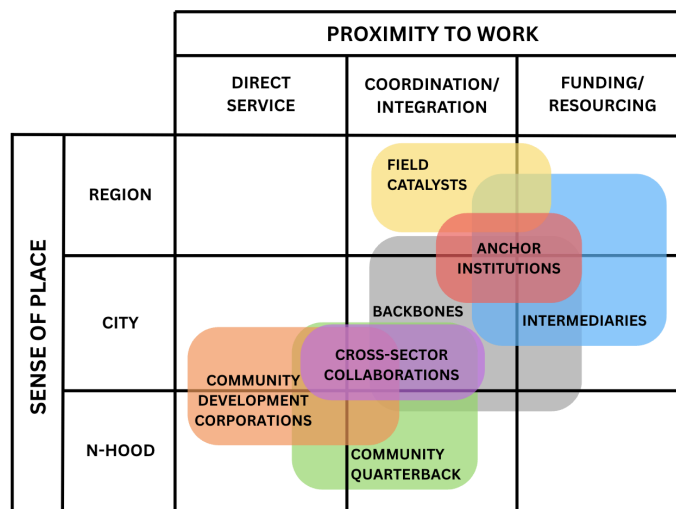 PROXIMITY TO WORK
DIRECT
SERVICE
COORDINATION/
INTEGRATION
FUNDING/
RESOURCING
SENSE OF PLACE
REGION
FIELD
CATALYSTS
ANCHOR
INSTITUTIONS
CITY
BACKBONES
INTERMEDIARIES
CROSS-SECTOR
COLLABORATIONS
COMMUNITY
DEVELOPMENT
CORPORATIONS
N-HOOD
COMMUNITY
QUARTERBACK